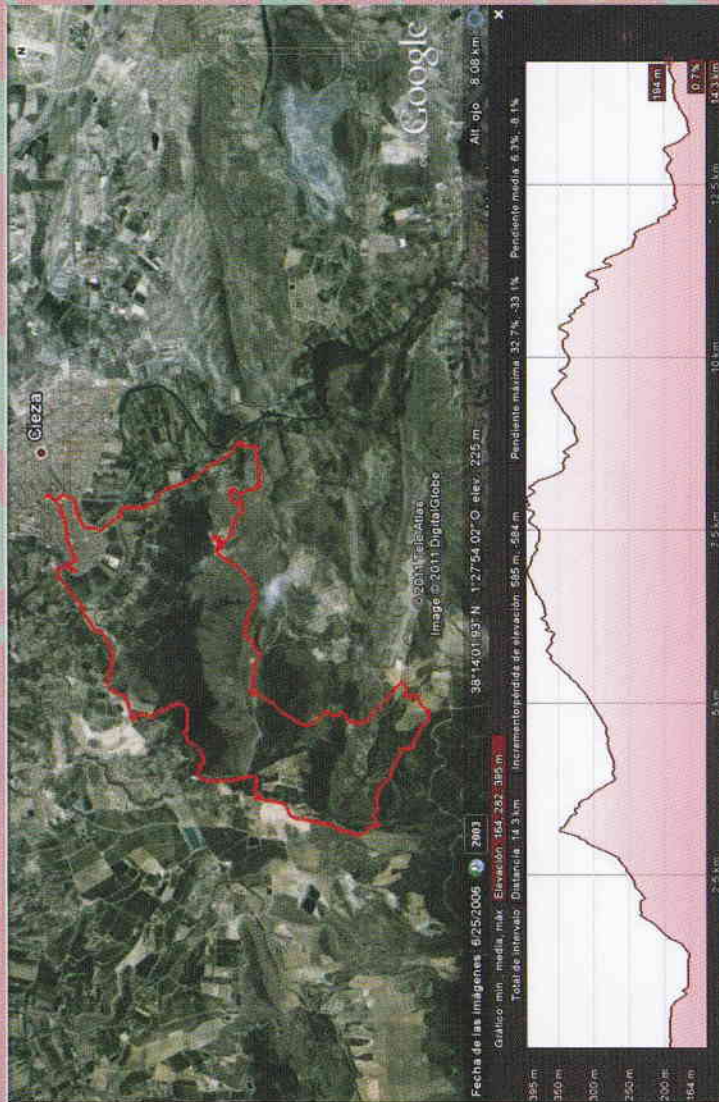 N
Cieza
© 2011 Tele Atlas
Image © 2011 DigitalGlobe
Google
Fecha de las imágenes: 6/25/2006
2003
38°14'01.93" N 1°27'54.02" O elev. 225 m
Alt. ojo 8.08 km
Gráfico: mín., media, máx. Elevación: 164, 282, 395 m
Total de intervalo: Distancia: 14.3 km Incremento/pérdida de elevación: 585 m, -584 m Pendiente máxima: 32.7%, -33.1% Pendiente media: 6.3%, -8.1%
395 m
350 m
300 m
250 m
200 m
164 m
2.5 km
5 km
7.5 km
10 km
12.5 km
14.3 km
194 m
0.7%